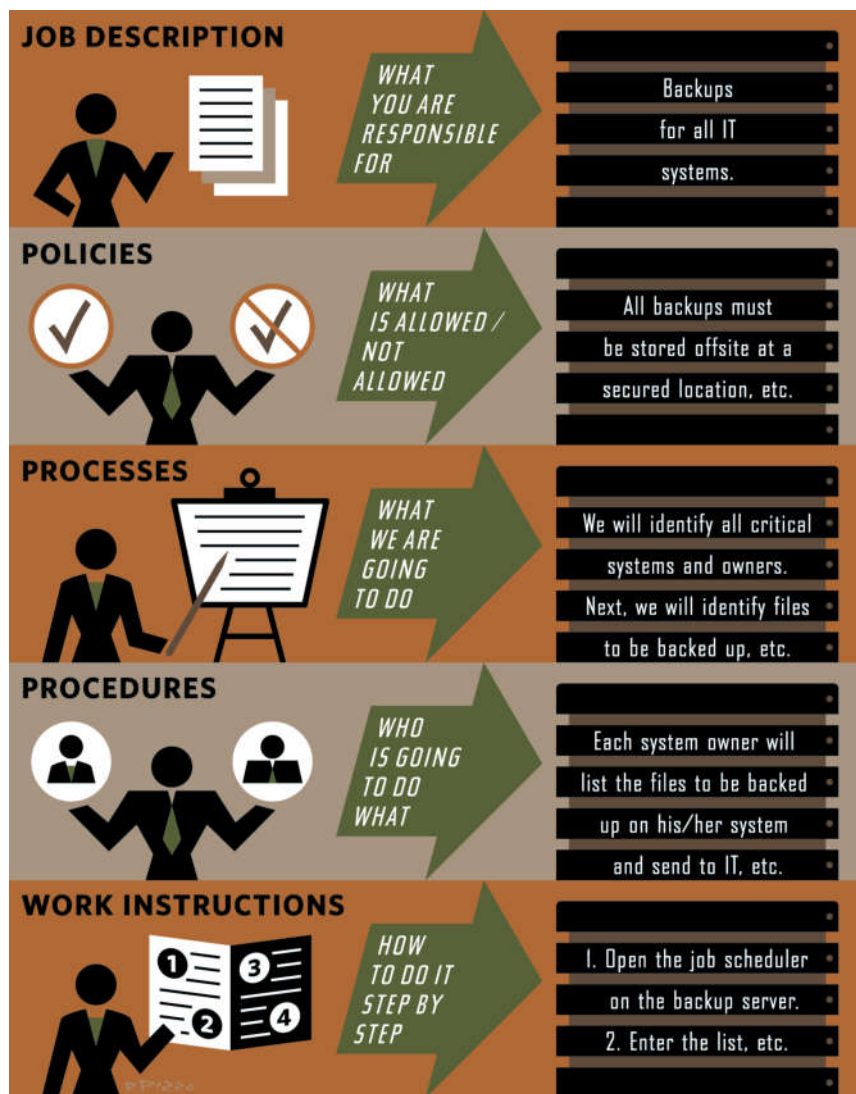 JOB DESCRIPTION
WHAT
YOU ARE
RESPONSIBLE
FOR
Backups
for all IT
systems.
POLICIES
WHAT
IS ALLOWED /
NOT
ALLOWED
All backups must
be stored offsite at a
secured location, etc.
PROCESSES
WHAT
WE ARE
GOING
TO DO
We will identify all critical
systems and owners.
Next, we will identify files
to be backed up, etc.
PROCEDURES
WHO
IS GOING
TO DO
WHAT
Each system owner will
list the files to be backed
up on his/her system
and send to IT, etc.
WORK INSTRUCTIONS
1
2
3
4
HOW
TO DO IT
STEP BY
STEP
1. Open the job scheduler
on the backup server.
2. Enter the list, etc.